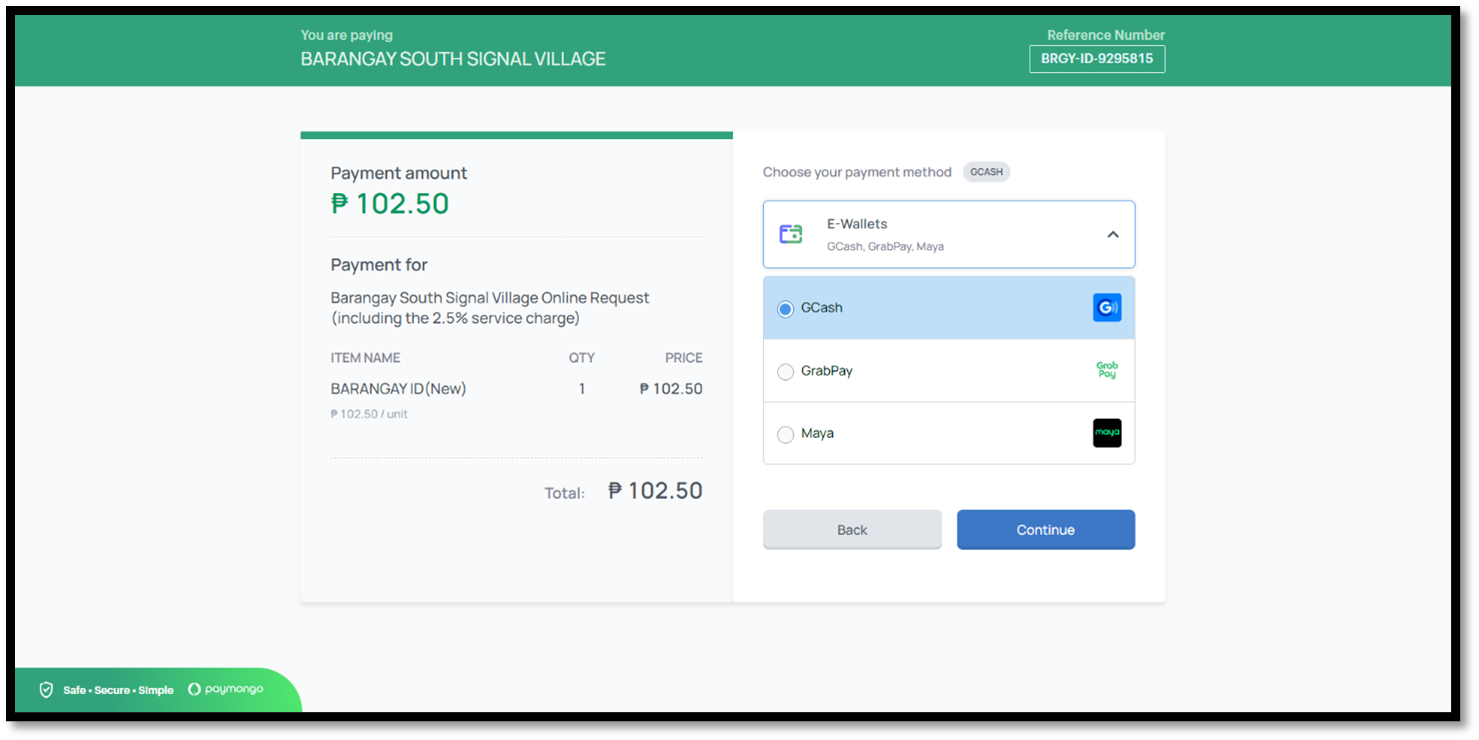 You are paying
BARANGAY SOUTH SIGNAL VILLAGE
Reference Number
BRGY-ID-9295815
Payment amount
₱ 102.50
Payment for
Barangay South Signal Village Online Request
(including the 2.5% service charge)
ITEM NAME QTY PRICE
BARANGAY ID(New) 1 ₱ 102.50
₱ 102.50 / unit
Total: ₱ 102.50
Choose your payment method GCASH
E-Wallets
GCash, GrabPay, Maya
GCash G
GrabPay Grab
Pay
Maya maya
Back Continue
Safe • Secure • Simple paymongo